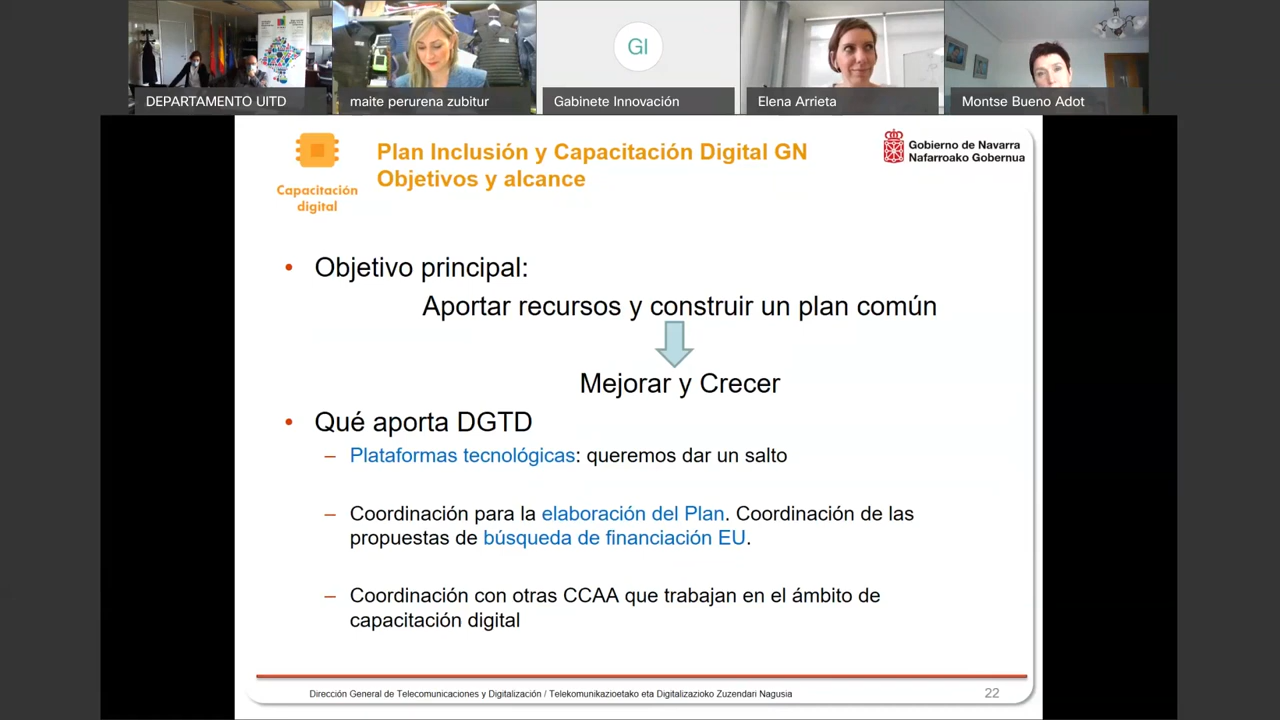 DEPARTAMENTO UITD
maite perurena zubitur
GI
Gabinete Innovación
Elena Arrieta
Montse Bueno Adot
Capacitación
digital
Plan Inclusión y Capacitación Digital GN
Objetivos y alcance
Gobierno de Navarra
Nafarroako Gobernua
• Objetivo principal:
Aportar recursos y construir un plan común
Mejorar y Crecer
• Qué aporta DGTD
– Plataformas tecnológicas: queremos dar un salto
– Coordinación para la elaboración del Plan. Coordinación de las
propuestas de búsqueda de financiación EU.
– Coordinación con otras CCAA que trabajan en el ámbito de
capacitación digital
Dirección General de Telecomunicaciones y Digitalización / Telekomunikazioetako eta Digitalizazioko Zuzendari Nagusia
22